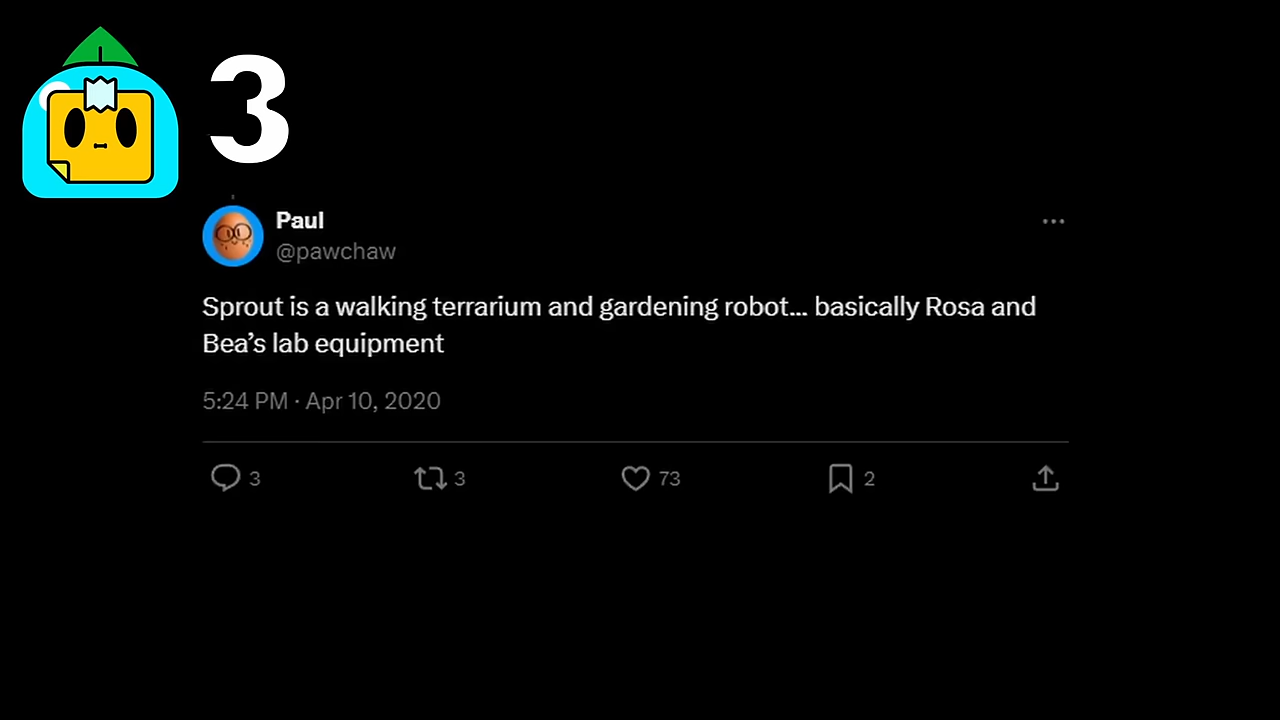 3
Paul
@pawchaw
Sprout is a walking terrarium and gardening robot... basically Rosa and
Bea’s lab equipment
5:24 PM · Apr 10, 2020
3 3 73 2